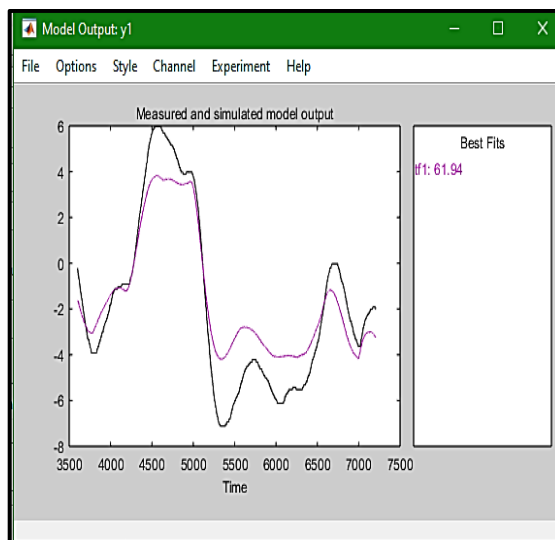 Model Output: y1
File Options Style Channel Experiment Help
Measured and simulated model output
6
4
2
0
-2
-4
-6
-8
3500 4000 4500 5000 5500 6000 6500 7000 7500
Time
Best Fits
tf1: 61.94